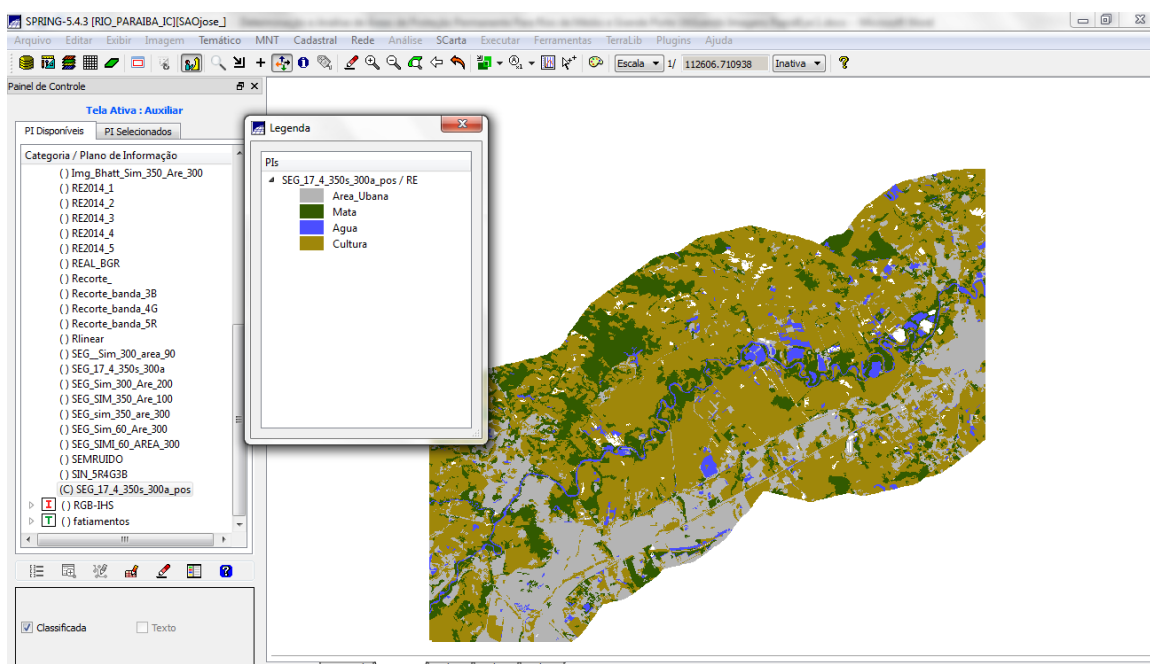 SPRING-5.4.3 [RIO_PARAIBA_IC][SAOjose_]
Arquivo Editar Exibir Imagem Temático MNT Cadastral Rede Análise SCarta Executar Ferramentas TerraLib Plugins Ajuda
Escala 1/ 112606.710938 Inativa
Painel de Controle
Tela Ativa : Auxiliar
PI Disponíveis PI Selecionados
Categoria / Plano de Informação
() Img_Bhatt_Sim_350_Are_300
() RE2014_1
() RE2014_2
() RE2014_3
() RE2014_4
() RE2014_5
() REAL_BGR
() Recorte_
() Recorte_banda_3B
() Recorte_banda_4G
() Recorte_banda_5R
() Rlinear
() SEG__Sim_300_area_90
() SEG_17_4_350s_300a
() SEG_Sim_300_Are_200
() SEG_SIM_350_Are_100
() SEG_sim_350_are_300
() SEG_Sim_60_Are_300
() SEG_SIMI_60_AREA_300
() SEMRUIDO
() SIN_5R4G3B
(C) SEG_17_4_350s_300a_pos
I () RGB-IHS
T () fatiamentos
Classificada Texto
Legenda
PIs
SEG_17_4_350s_300a_pos / RE
Area_Ubana
Mata
Agua
Cultura